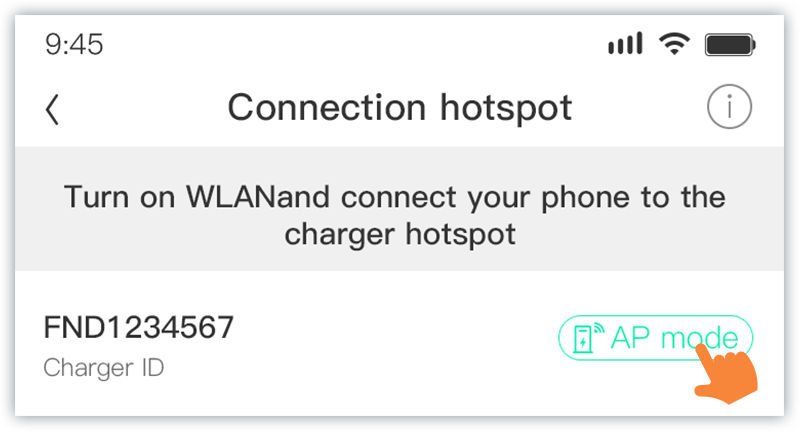 9:45
Connection hotspot
Turn on WLANand connect your phone to the
charger hotspot
FND1234567
AP mode
Charger ID